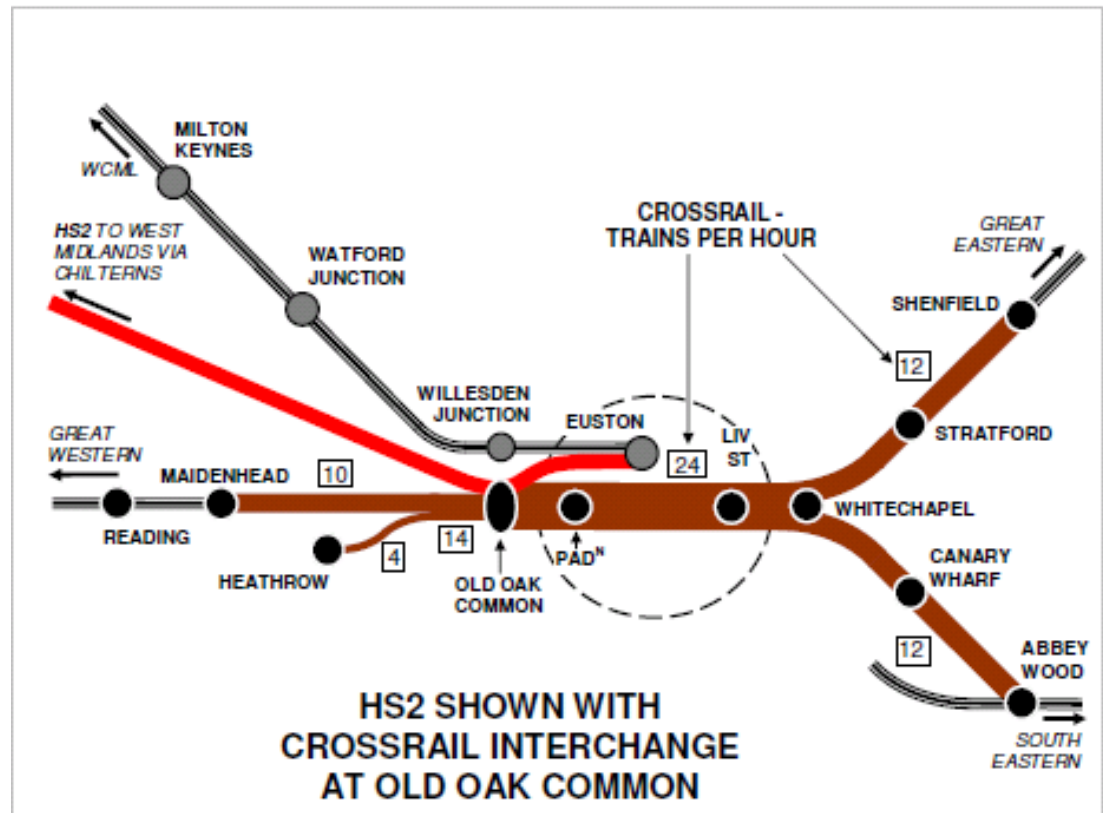 MILTON
KEYNES
WCML
HS2 TO WEST
MIDLANDS VIA
CHILTERNS
WATFORD
JUNCTION
CROSSRAIL -
TRAINS PER HOUR
GREAT
EASTERN
SHENFIELD
12
WILLESDEN
JUNCTION
EUSTON
LIV
ST
24
STRATFORD
GREAT
WESTERN
MAIDENHEAD
10
READING
WHITECHAPEL
14
4
HEATHROW
PADᴺ
OLD OAK
COMMON
CANARY
WHARF
12
ABBEY
WOOD
SOUTH
EASTERN
HS2 SHOWN WITH
CROSSRAIL INTERCHANGE
AT OLD OAK COMMON